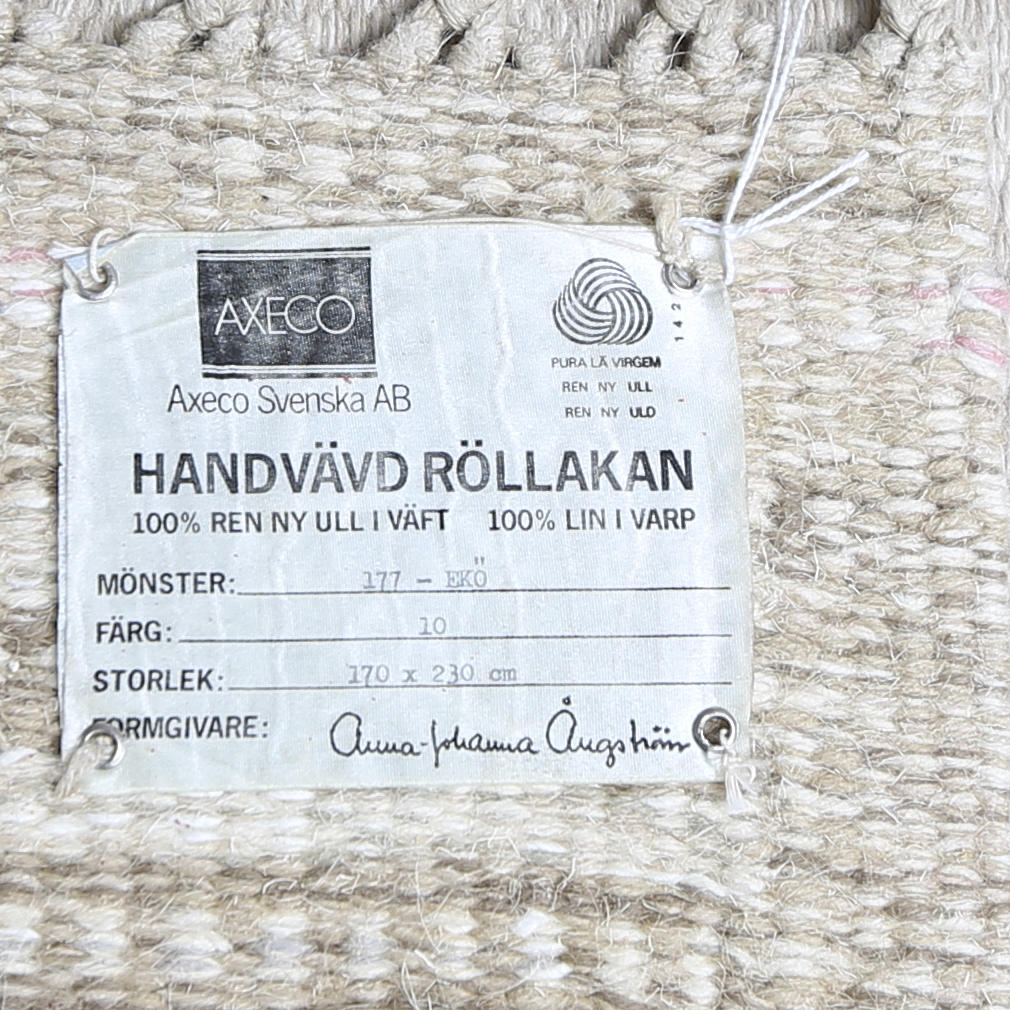 AXECO
Axeco Svenska AB
PURA LÃ VIRGEM
REN NY ULL
REN NY ULD
142
HANDVÄVD RÖLLAKAN
100% REN NY ULL I VÄFT 100% LIN I VARP
MÖNSTER: 177 - EKÖ
FÄRG: 10
STORLEK: 170 x 230 cm
FORMGIVARE: Anna-Johanna Ångström